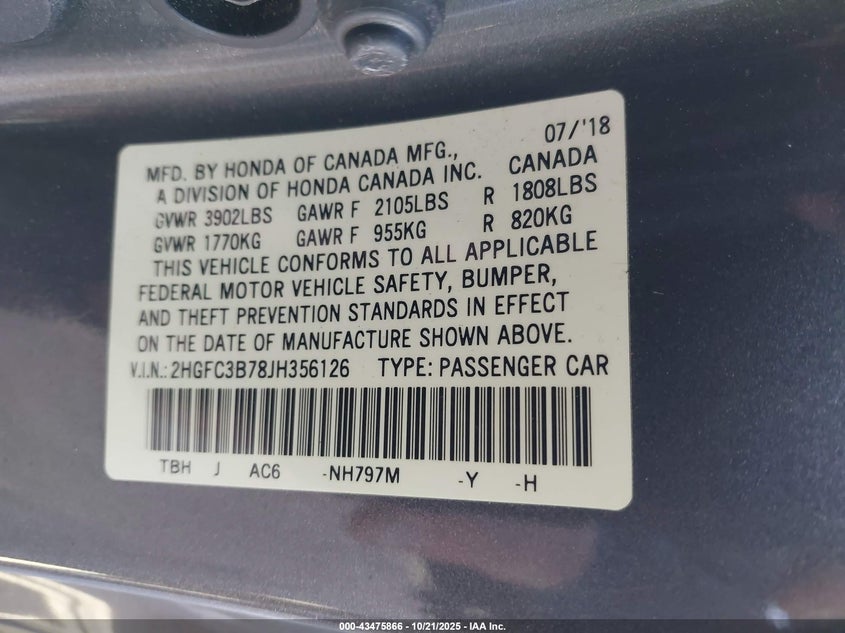 07/'18
MFD. BY HONDA OF CANADA MFG.,
A DIVISION OF HONDA CANADA INC. CANADA
GVWR 3902LBS GAWR F 2105LBS R 1808LBS
GVWR 1770KG GAWR F 955KG R 820KG
THIS VEHICLE CONFORMS TO ALL APPLICABLE
FEDERAL MOTOR VEHICLE SAFETY, BUMPER,
AND THEFT PREVENTION STANDARDS IN EFFECT
ON THE DATE OF MANUFACTURE SHOWN ABOVE.
V.I.N.: 2HGFC3B78JH356126 TYPE: PASSENGER CAR
TBH J AC6 -NH797M -Y -H
000-43475866 - 10/21/2025 - IAA Inc.